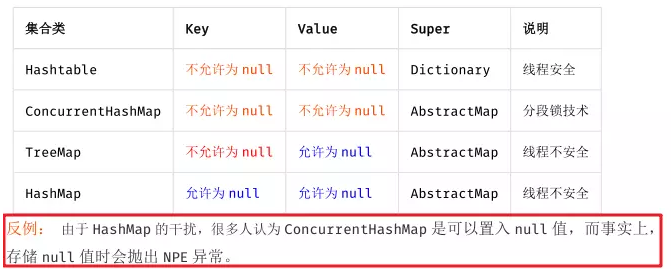 集合类 Key Value Super 说明
Hashtable 不允许为 null 不允许为 null Dictionary 线程安全
ConcurrentHashMap 不允许为 null 不允许为 null AbstractMap 分段锁技术
TreeMap 不允许为 null 允许为 null AbstractMap 线程不安全
HashMap 允许为 null 允许为 null AbstractMap 线程不安全
反例： 由于 HashMap 的干扰，很多人认为 ConcurrentHashMap 是可以置入 null 值，而事实上，
存储 null 值时会抛出 NPE 异常。